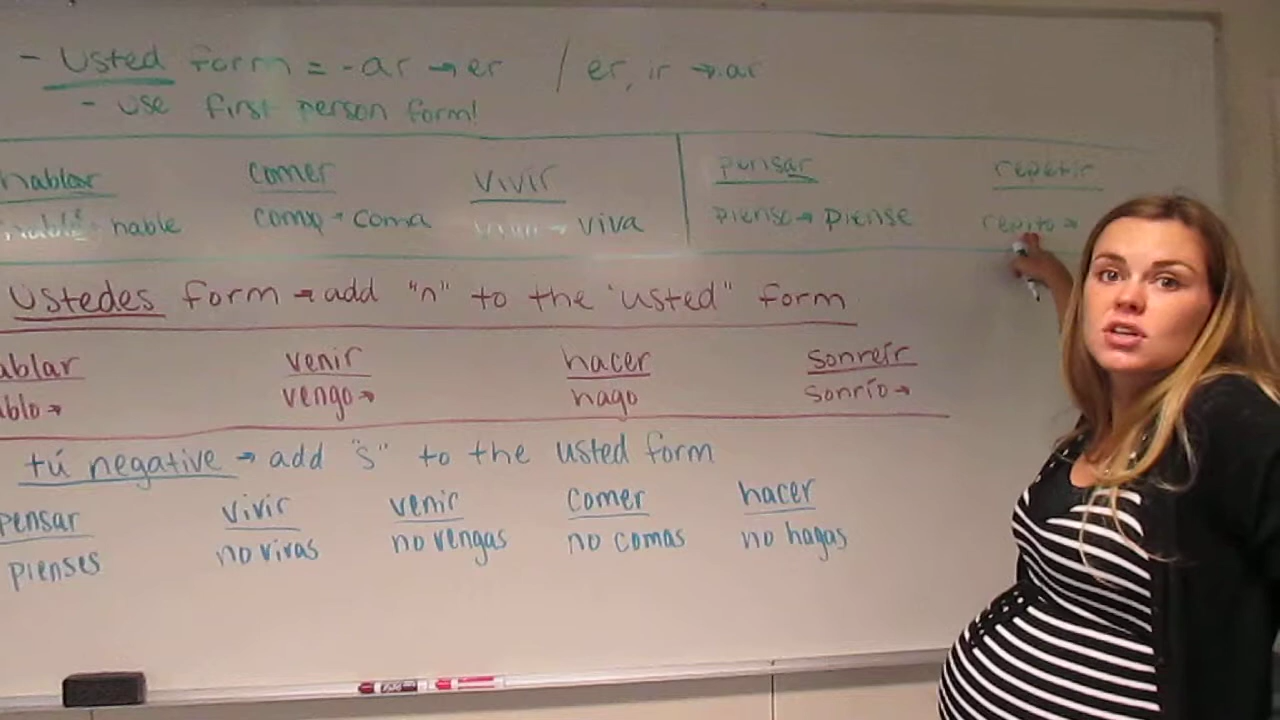 - Usted form = -ar → er / er, ir → ar
- use first person form!
hablar comer vivir pensar repetir
hable como → coma → viva pienso → piense repito →
Ustedes form → add "n" to the "usted" form
ablar venir hacer sonreír
ablo → vengo → hago sonrío →
tú negative → add "s" to the usted form
pensar vivir venir comer hacer
pienses no vivas no vengas no comas no hagas